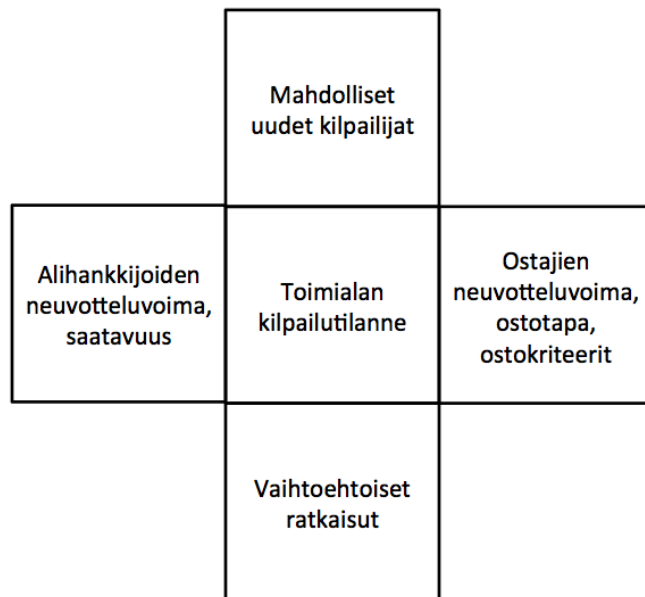 Mahdolliset
uudet kilpailijat
Alihankkijoiden
neuvotteluvoima,
saatavuus
Toimialan
kilpailutilanne
Ostajien
neuvotteluvoima,
ostotapa,
ostokriteerit
Vaihtoehtoiset
ratkaisut